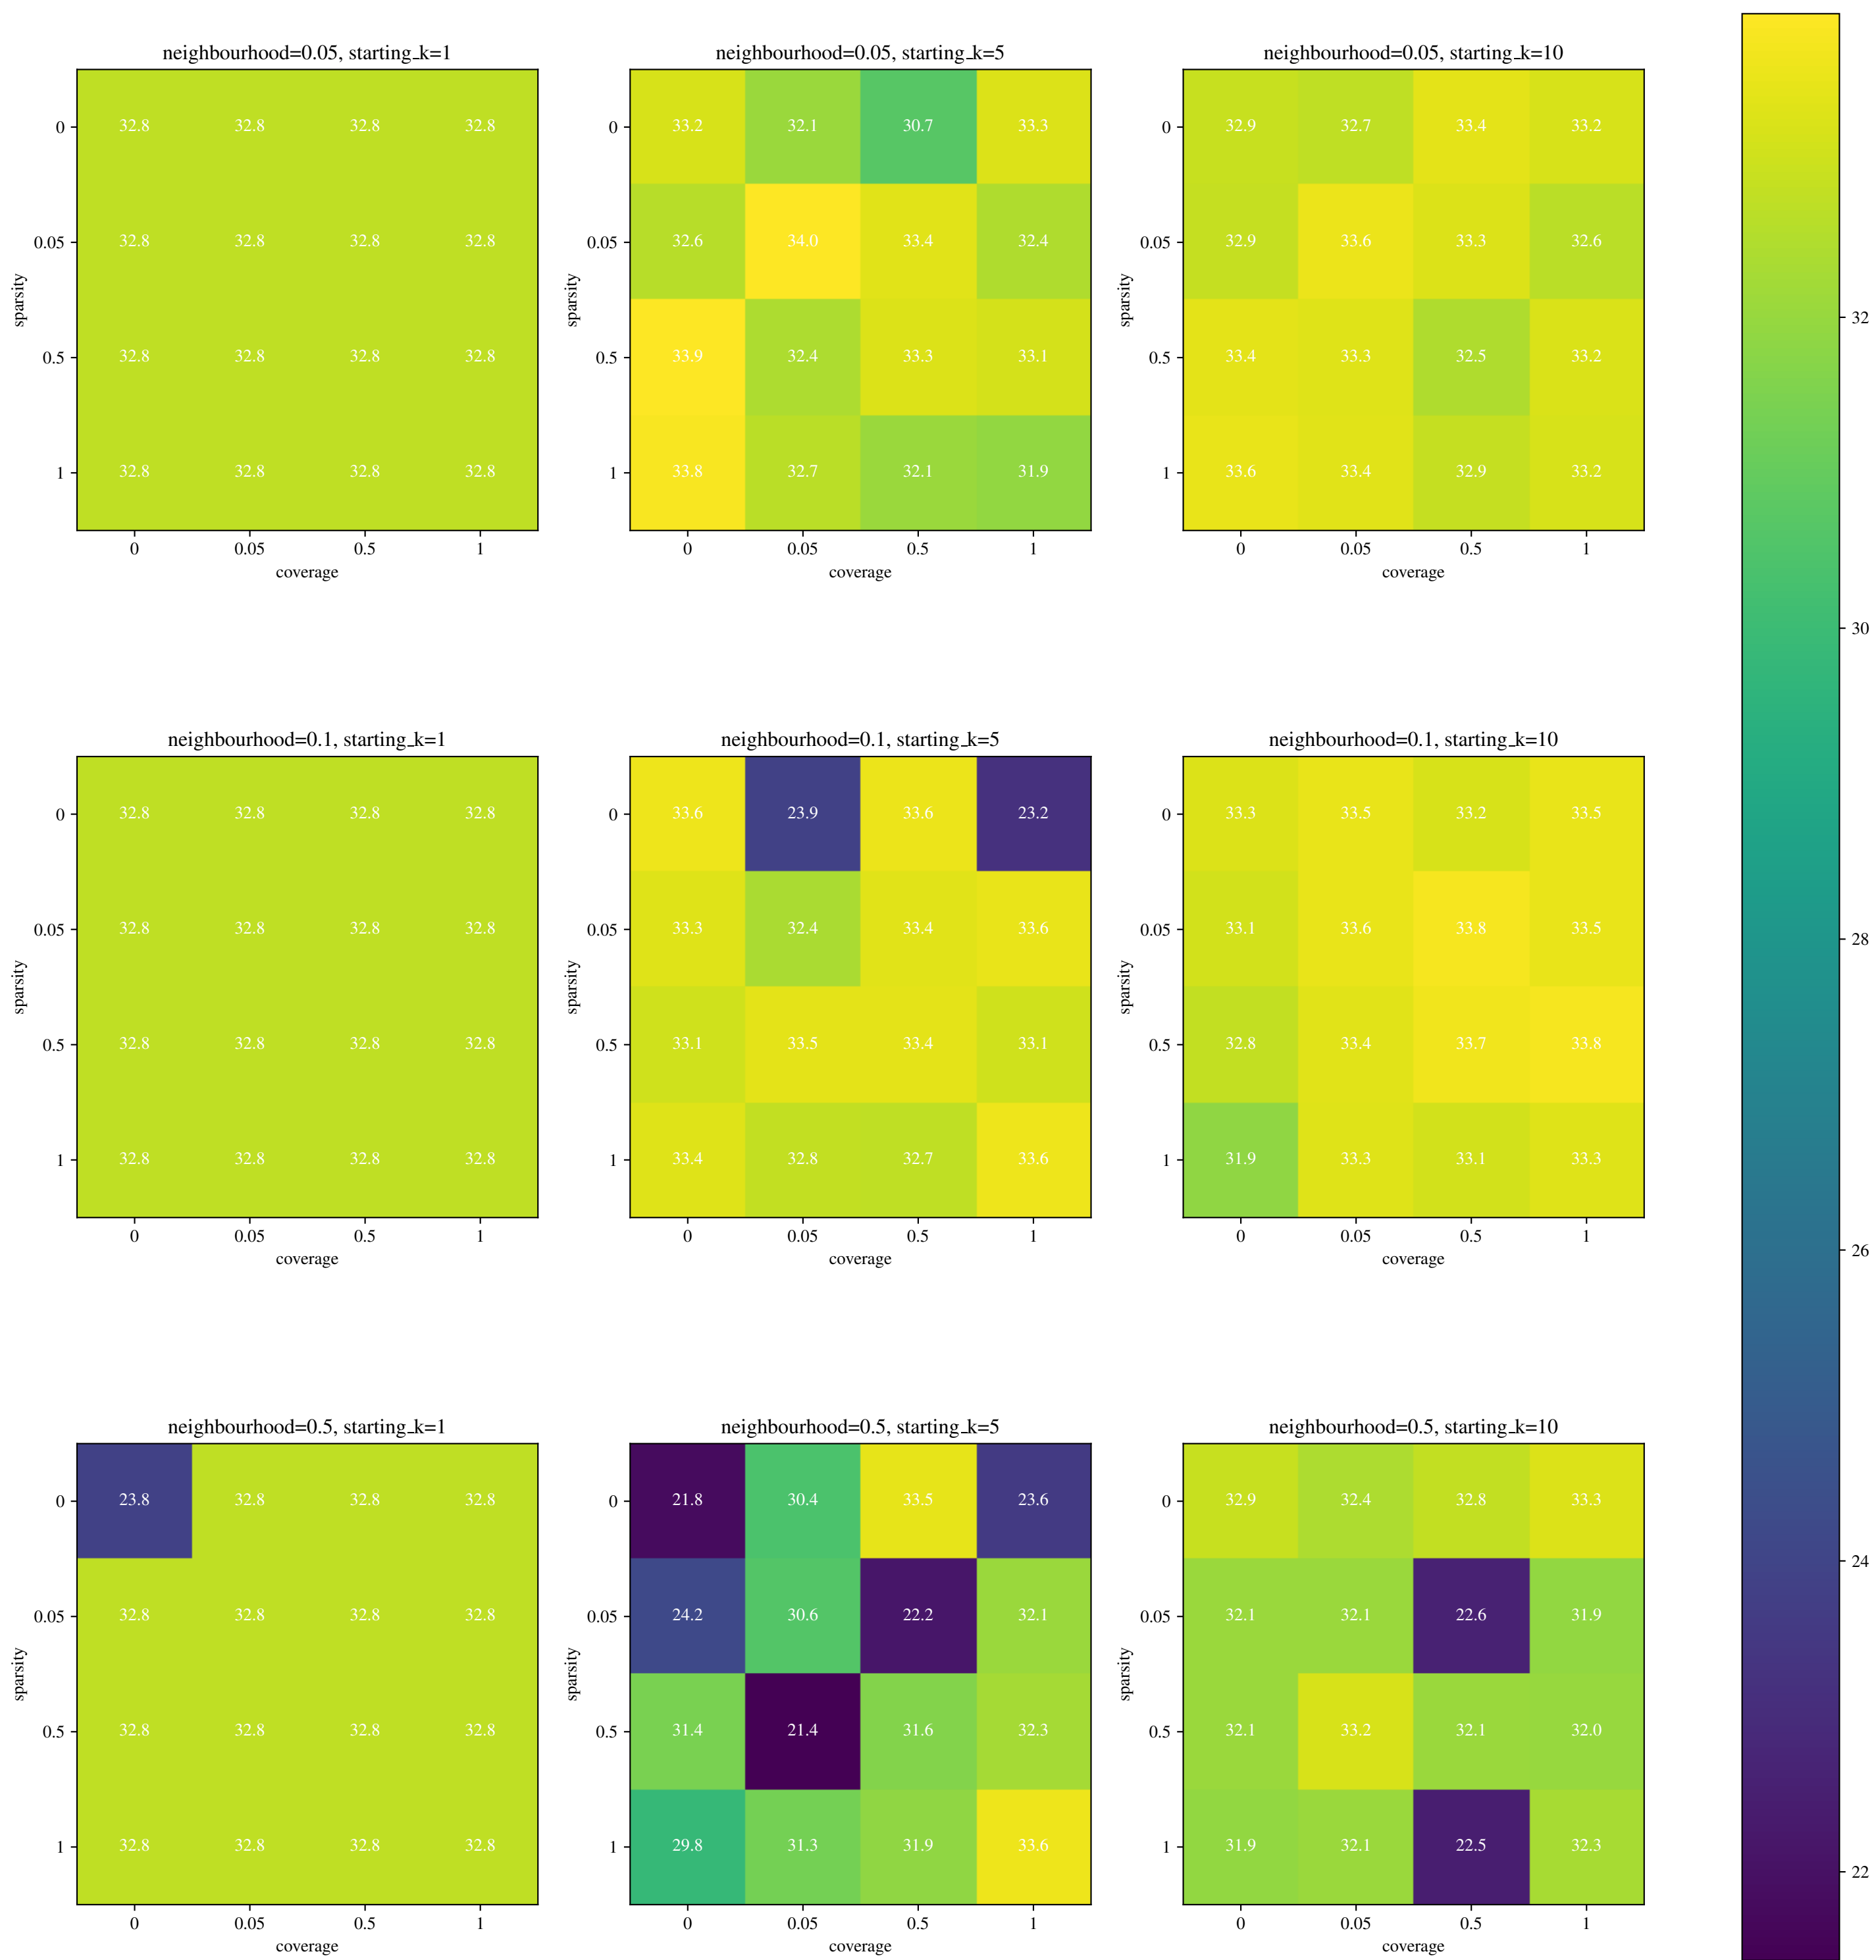 neighbourhood=0.05, starting_k=1
0 32.8 32.8 32.8 32.8
0.05 32.8 32.8 32.8 32.8
sparsity
0.5 32.8 32.8 32.8 32.8
1 32.8 32.8 32.8 32.8
0 0.05 0.5 1
coverage
neighbourhood=0.05, starting_k=5
0 33.2 32.1 30.7 33.3
0.05 32.6 34.0 33.4 32.4
sparsity
0.5 33.9 32.4 33.3 33.1
1 33.8 32.7 32.1 31.9
0 0.05 0.5 1
coverage
neighbourhood=0.05, starting_k=10
0 32.9 32.7 33.4 33.2
0.05 32.9 33.6 33.3 32.6
sparsity
0.5 33.4 33.3 32.5 33.2
1 33.6 33.4 32.9 33.2
0 0.05 0.5 1
coverage
neighbourhood=0.1, starting_k=1
0 32.8 32.8 32.8 32.8
0.05 32.8 32.8 32.8 32.8
sparsity
0.5 32.8 32.8 32.8 32.8
1 32.8 32.8 32.8 32.8
0 0.05 0.5 1
coverage
neighbourhood=0.1, starting_k=5
0 33.6 23.9 33.6 23.2
0.05 33.3 32.4 33.4 33.6
sparsity
0.5 33.1 33.5 33.4 33.1
1 33.4 32.8 32.7 33.6
0 0.05 0.5 1
coverage
neighbourhood=0.1, starting_k=10
0 33.3 33.5 33.2 33.5
0.05 33.1 33.6 33.8 33.5
sparsity
0.5 32.8 33.4 33.7 33.8
1 31.9 33.3 33.1 33.3
0 0.05 0.5 1
coverage
neighbourhood=0.5, starting_k=1
0 23.8 32.8 32.8 32.8
0.05 32.8 32.8 32.8 32.8
sparsity
0.5 32.8 32.8 32.8 32.8
1 32.8 32.8 32.8 32.8
0 0.05 0.5 1
coverage
neighbourhood=0.5, starting_k=5
0 21.8 30.4 33.5 23.6
0.05 24.2 30.6 22.2 32.1
sparsity
0.5 31.4 21.4 31.6 32.3
1 29.8 31.3 31.9 33.6
0 0.05 0.5 1
coverage
neighbourhood=0.5, starting_k=10
0 32.9 32.4 32.8 33.3
0.05 32.1 32.1 22.6 31.9
sparsity
0.5 32.1 33.2 32.1 32.0
1 31.9 32.1 22.5 32.3
0 0.05 0.5 1
coverage
32
30
28
26
24
22